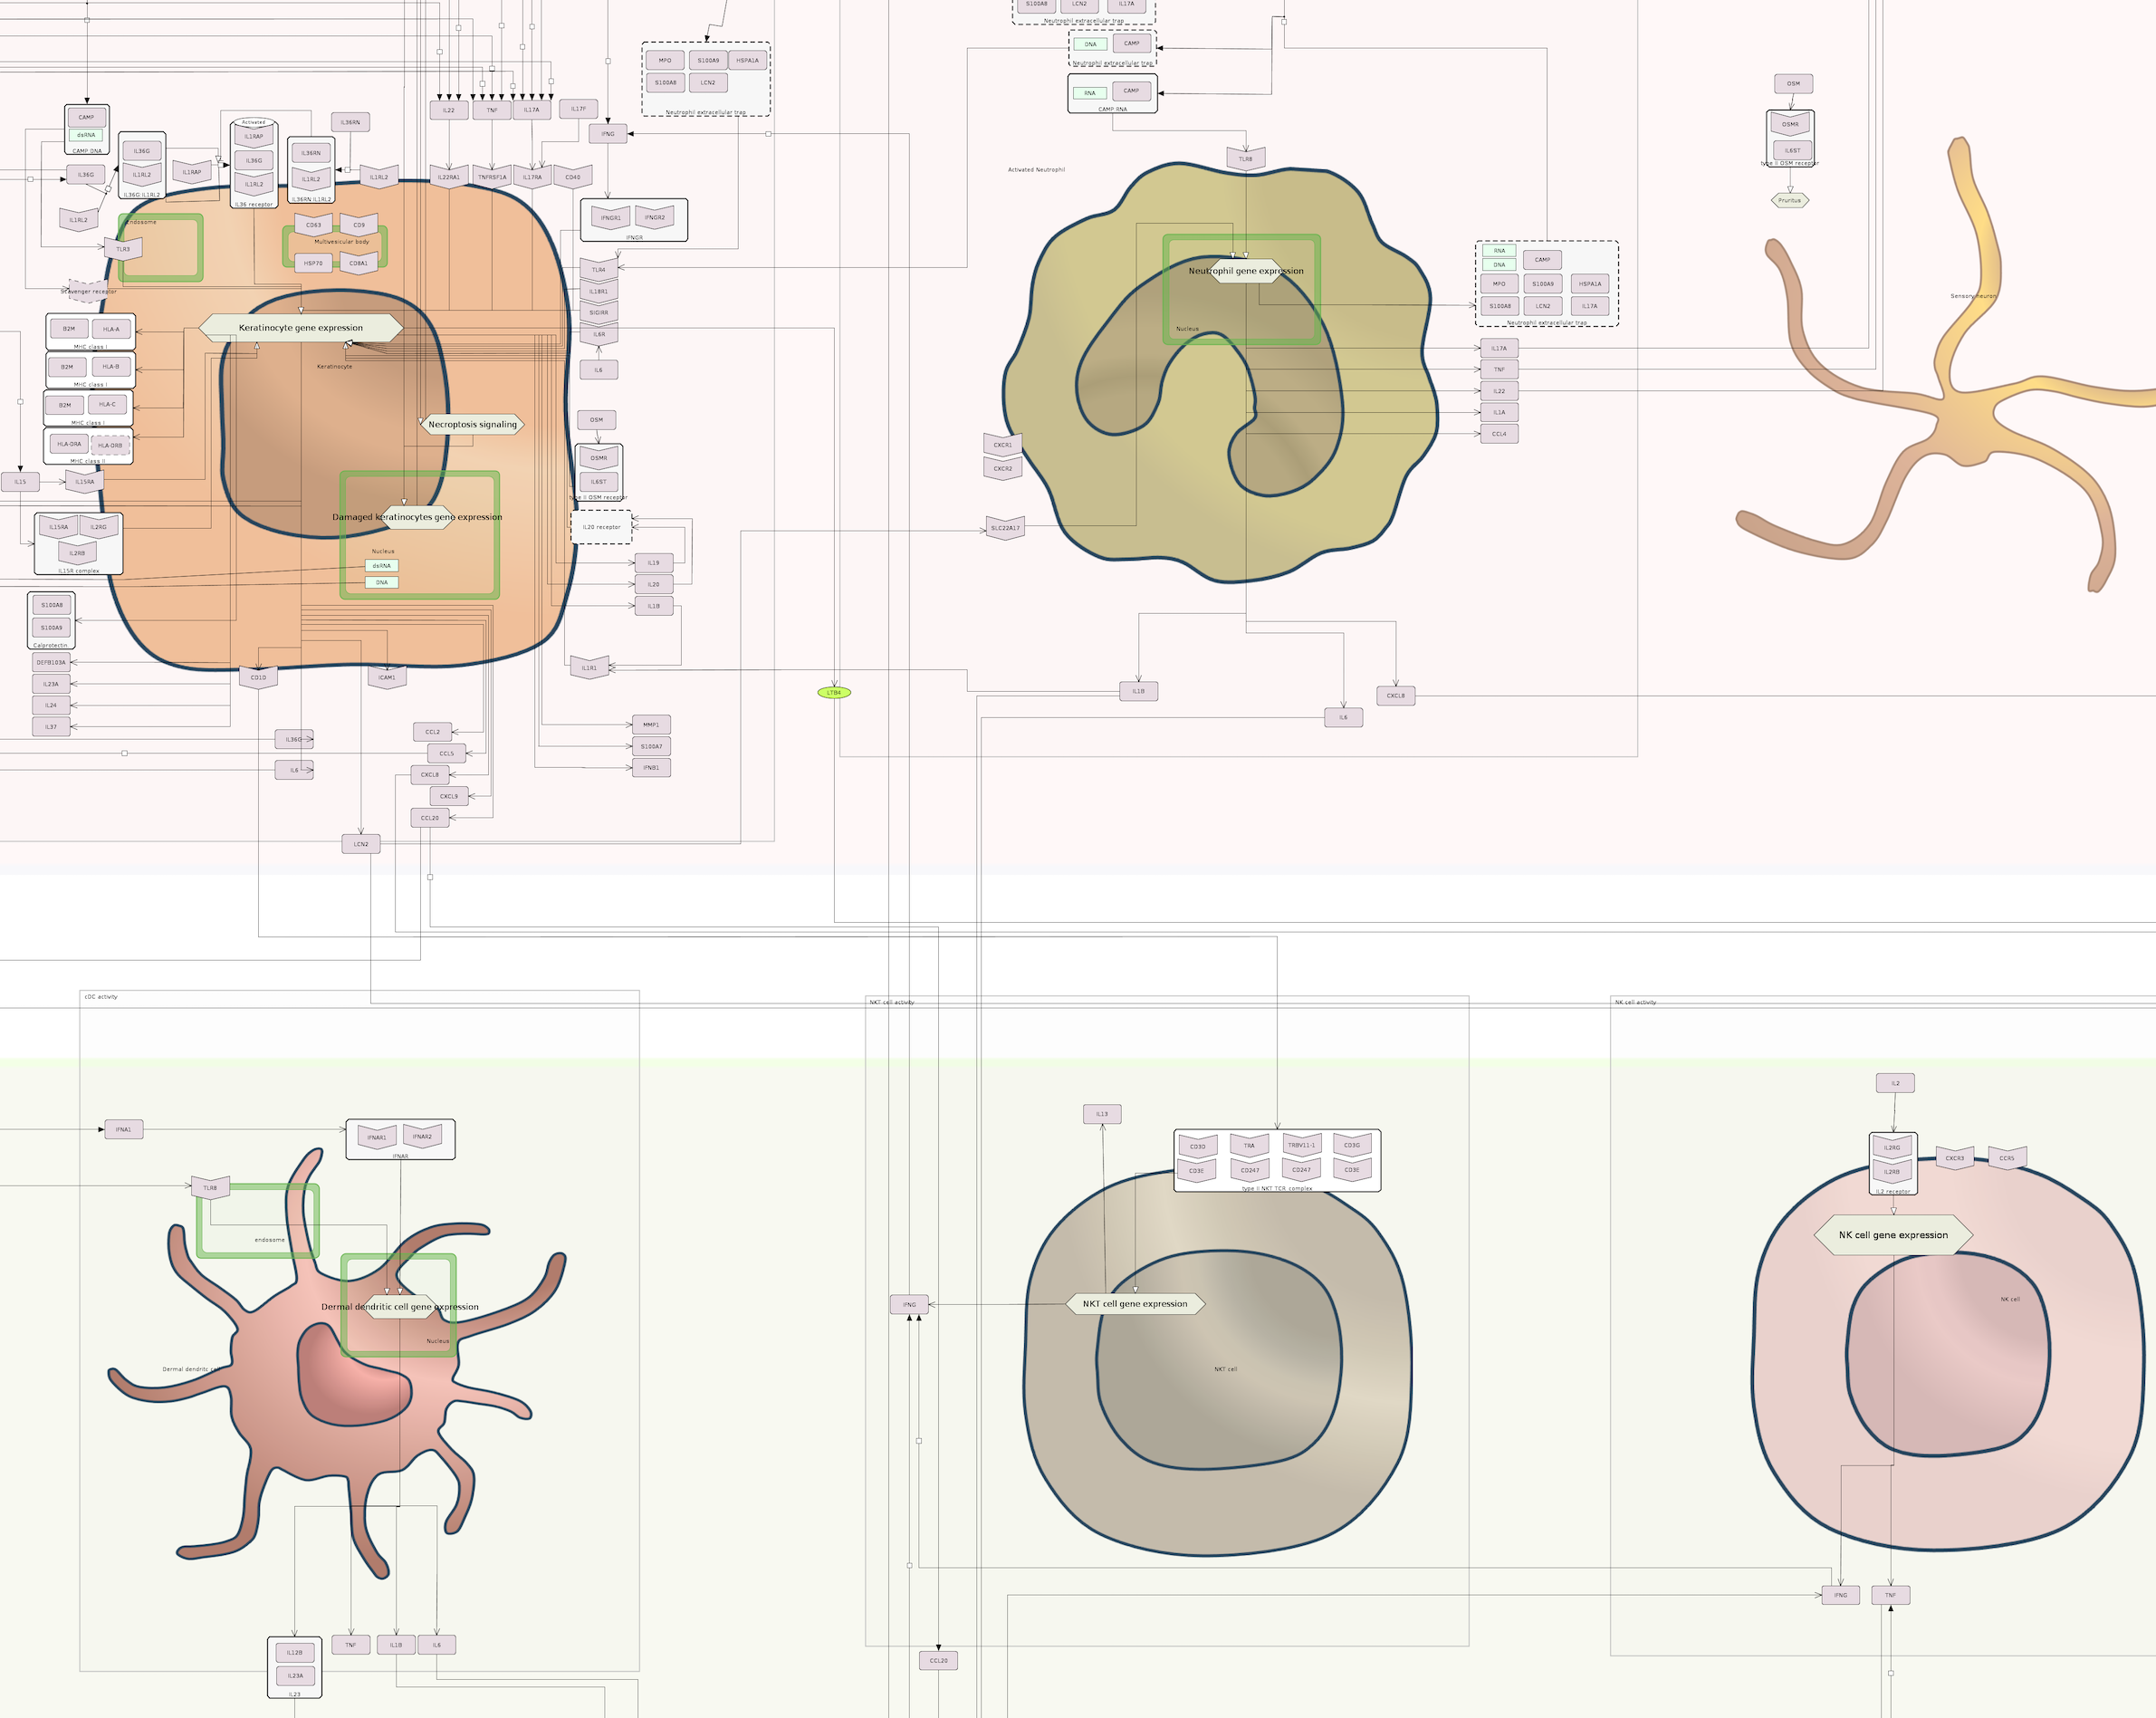 S100A8
LCN2
IL17A
Neutrophil extracellular trap
DNA
CAMP
Neutrophil extracellular trap
RNA
CAMP
CAMP RNA
MPO
S100A9
HSPA1A
S100A8
LCN2
Neutrophil extracellular trap
OSM
OSMR
IL6ST
type II OSM receptor
Pruritus
CAMP
dsRNA
CAMP DNA
IL36G
IL1RL2
IL36G
IL1RL2
IL36G IL1RL2
IL1RAP
Activated
IL1RAP
IL36G
IL1RL2
IL36 receptor
IL36RN
IL36RN
IL1RL2
IL36RN IL1RL2
IL1RL2
IL22
TNF
IL17A
IL17F
IFNG
IL22RA1
TNFRSF1A
IL17RA
CD40
IFNGR1
IFNGR2
IFNGR
TLR8
Activated Neutrophil
endosome
TLR3
Scavenger receptor
CD63
CD9
Multivesicular body
HSP70
CD8A1
TLR4
IL18R1
SIGIRR
IL6R
IL6
Keratinocyte gene expression
Keratinocyte
B2M
HLA-A
MHC class I
B2M
HLA-B
MHC class I
B2M
HLA-C
MHC class I
HLA-DRA
HLA-DRB
MHC class II
Necroptosis signaling
Damaged keratinocytes gene expression
Nucleus
dsRNA
DNA
IL15
IL15RA
IL15RA
IL2RG
IL2RB
IL15R complex
OSM
OSMR
IL6ST
type II OSM receptor
IL20 receptor
IL19
IL20
IL1B
IL1R1
S100A8
S100A9
Calprotectin
DEFB103A
IL23A
IL24
IL37
CD1D
ICAM1
IL36G
IL6
CCL2
CCL5
CXCL8
CXCL9
CCL20
LCN2
MMP1
S100A7
IFNB1
LTB4
Neutrophil gene expression
Nucleus
RNA
DNA
CAMP
MPO
S100A9
HSPA1A
S100A8
LCN2
IL17A
Neutrophil extracellular trap
IL17A
TNF
IL22
IL1A
CCL4
CXCR1
CXCR2
SLC22A17
IL1B
IL6
CXCL8
Sensory neuron
cDC activity
IFNA1
IFNAR1
IFNAR2
IFNAR
TLR8
endosome
Dermal dendritic cell gene expression
Nucleus
IL12B
IL23A
IL23
TNF
IL1B
IL6
NKT cell activity
IL13
CD3D
TRA
TRBV11-1
CD3G
CD3E
CD247
CD247
CD3E
type II NKT TCR complex
IFNG
NKT cell gene expression
NKT cell
CCL20
NK cell activity
IL2
IL2RG
IL2RB
IL2 receptor
CXCR3
CCR5
NK cell gene expression
NK cell
IFNG
TNF